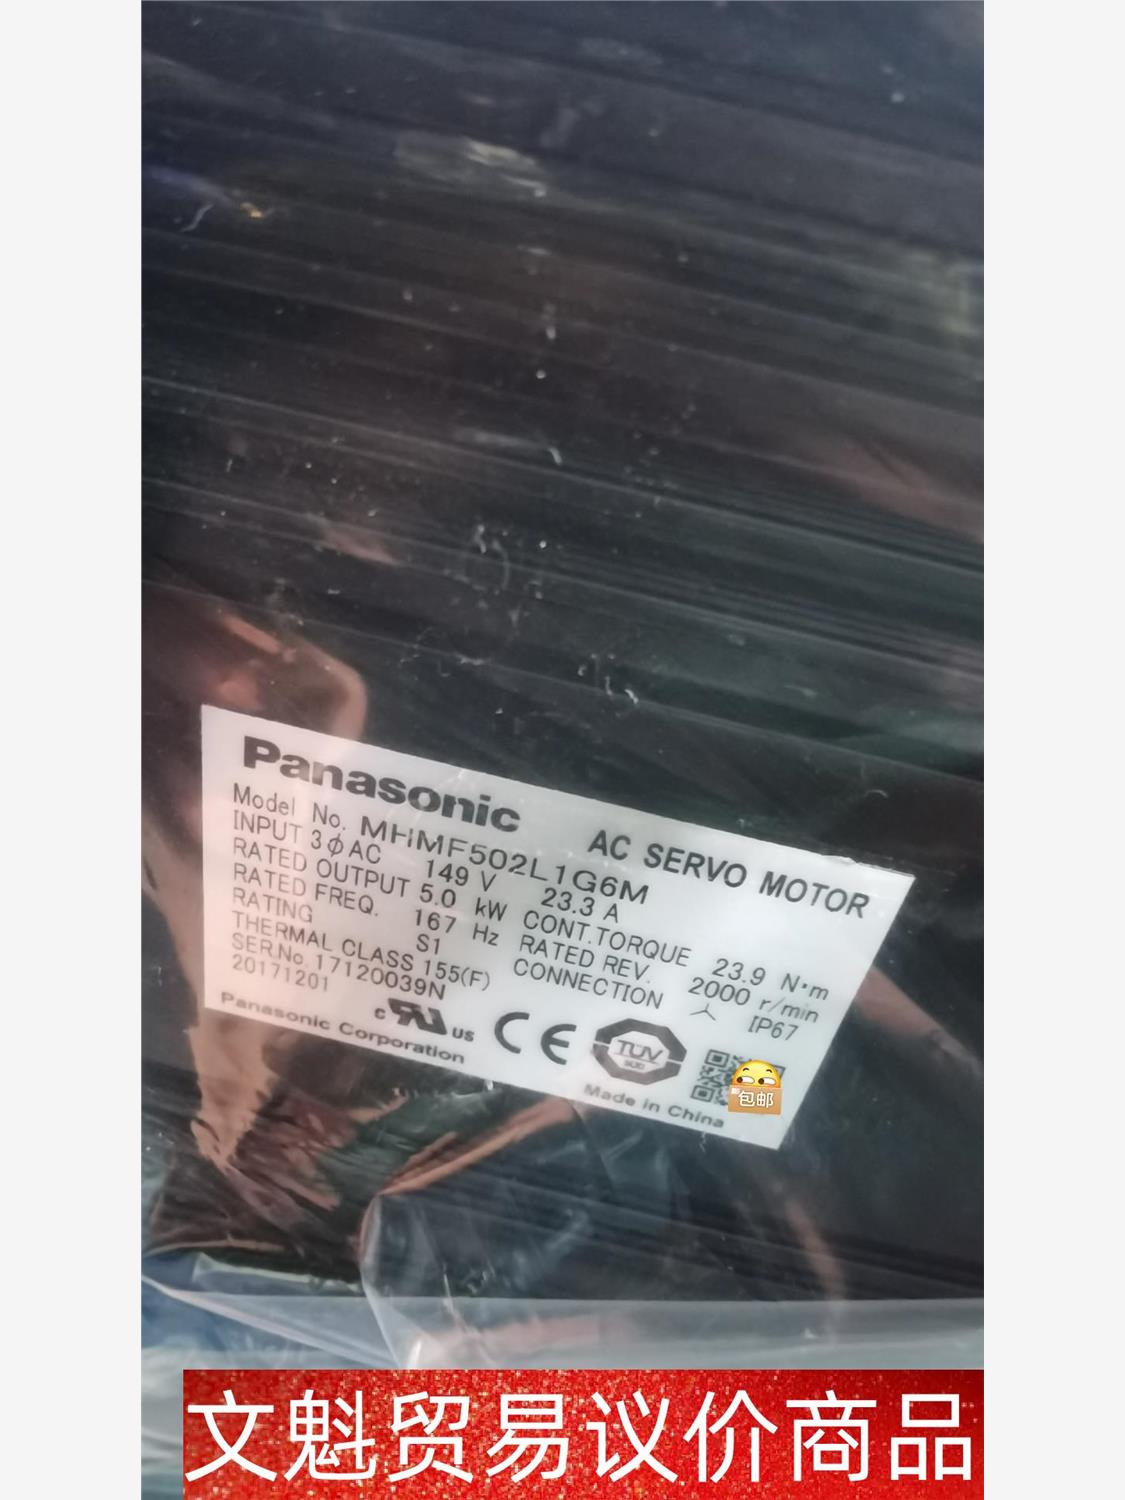 Panasonic
AC SERVO MOTOR
Model No. MHMF502L1G6M
INPUT 3ϕAC 149 V 23.3 A
RATED OUTPUT 5.0 kW CONT.TORQUE 23.9 N·m
RATED FREQ. 167 Hz RATED REV. 2000 r/min
RATING S1 CONNECTION IP67
THERMAL CLASS 155(F)
SER.No. 17120039N
20171201
Panasonic Corporation
c UL US CE TÜV SÜD
Made in China
包邮
文魁贸易议价商品